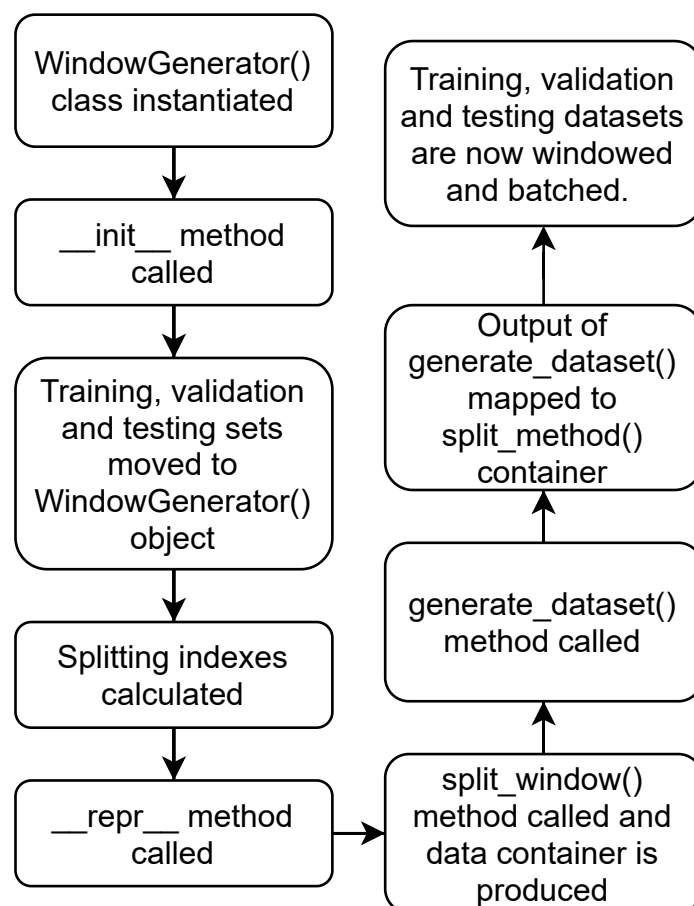 WindowGenerator()
class instantiated
__init__ method
called
Training, validation
and testing sets
moved to
WindowGenerator()
object
Splitting indexes
calculated
__repr__ method
called
split_window()
method called and
data container is
produced
generate_dataset()
method called
Output of
generate_dataset()
mapped to
split_method()
container
Training, validation
and testing datasets
are now windowed
and batched.